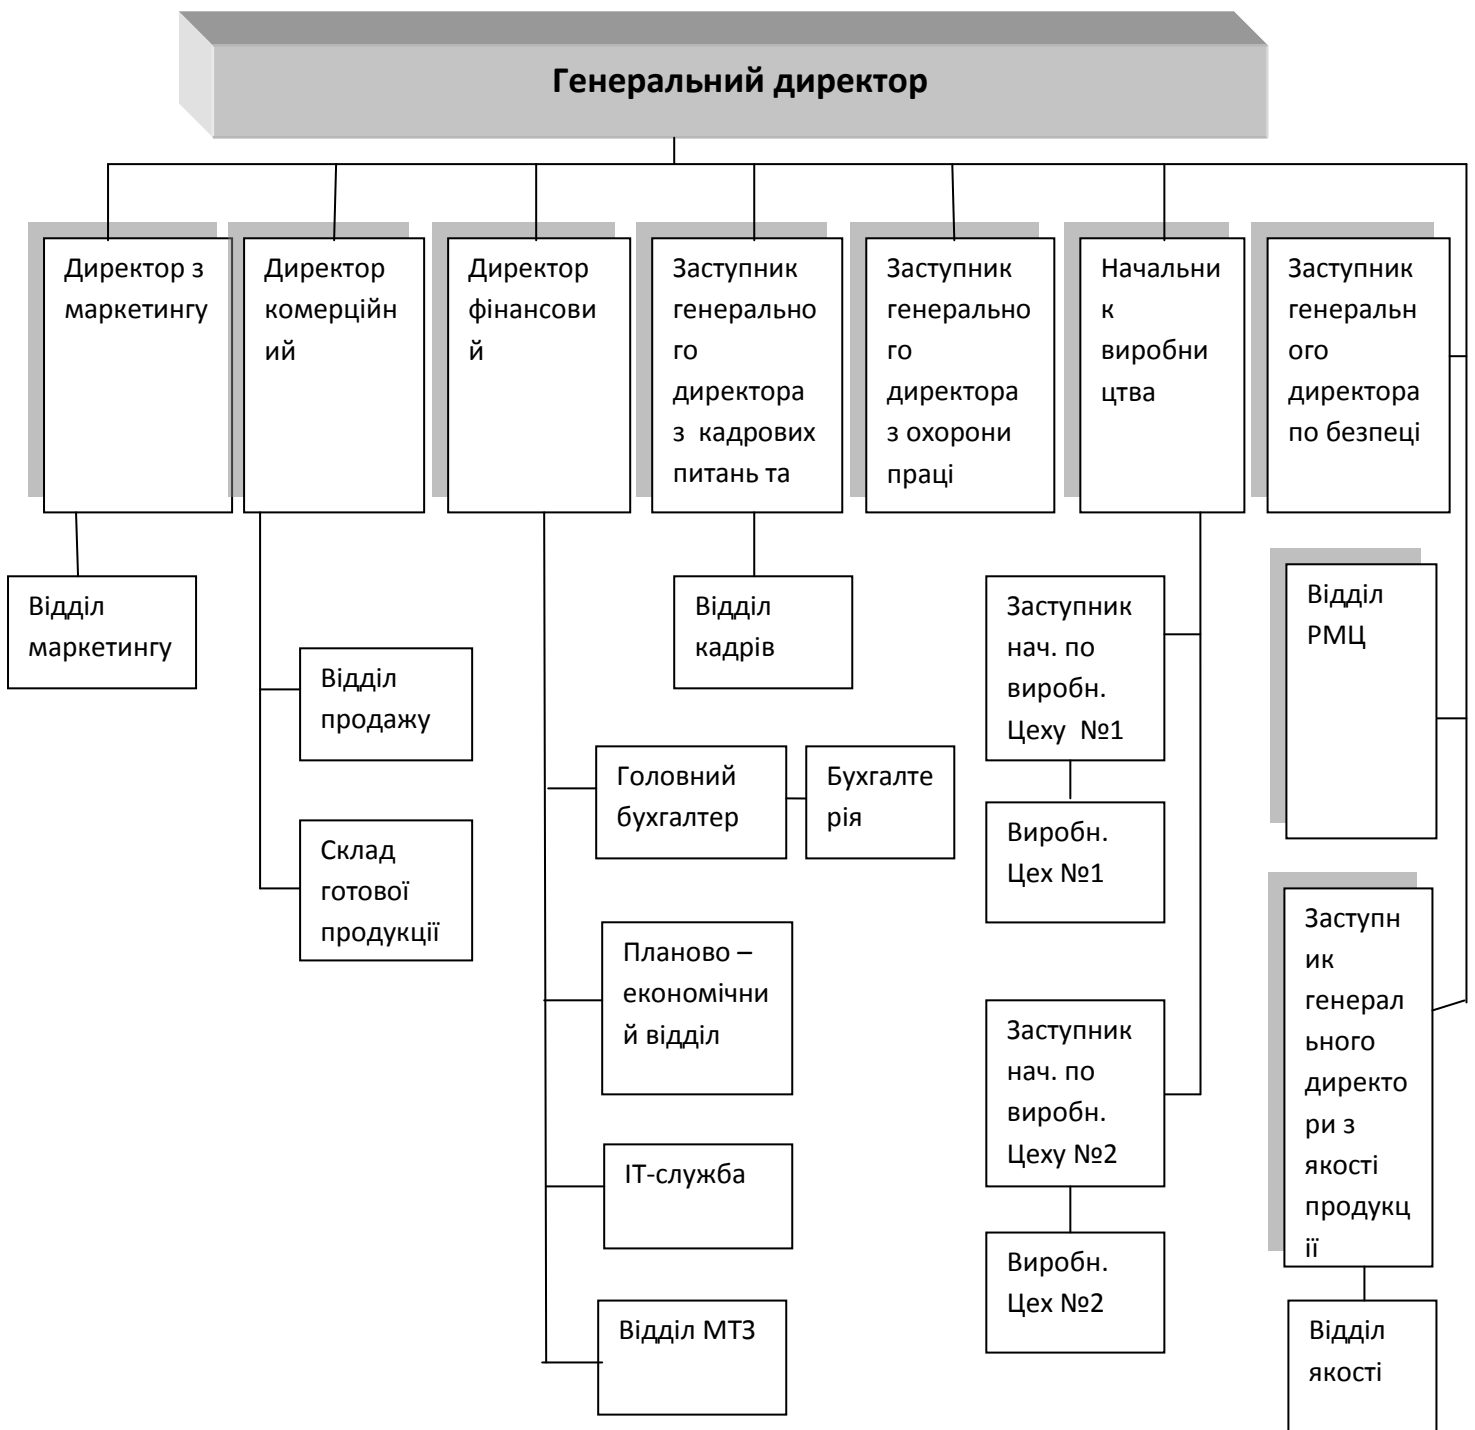 Генеральний директор
Директор з
маркетингу
Директор
комерційн
ий
Директор
фінансови
й
Заступник
генерально
го
директора
з кадрових
питань та
Заступник
генерально
го
директора
з охорони
праці
Начальни
к
виробни
цтва
Заступник
генеральн
ого
директора
по безпеці
Відділ
маркетингу
Відділ
продажу
Склад
готової
продукції
Відділ
кадрів
Головний
бухгалтер
Бухгалте
рія
Планово –
економічни
й відділ
ІТ-служба
Відділ МТЗ
Заступник
нач. по
виробн.
Цеху №1
Виробн.
Цех №1
Заступник
нач. по
виробн.
Цеху №2
Виробн.
Цех №2
Відділ
РМЦ
Заступн
ик
генерал
ьного
директо
ри з
якості
продукц
ії
Відділ
якості